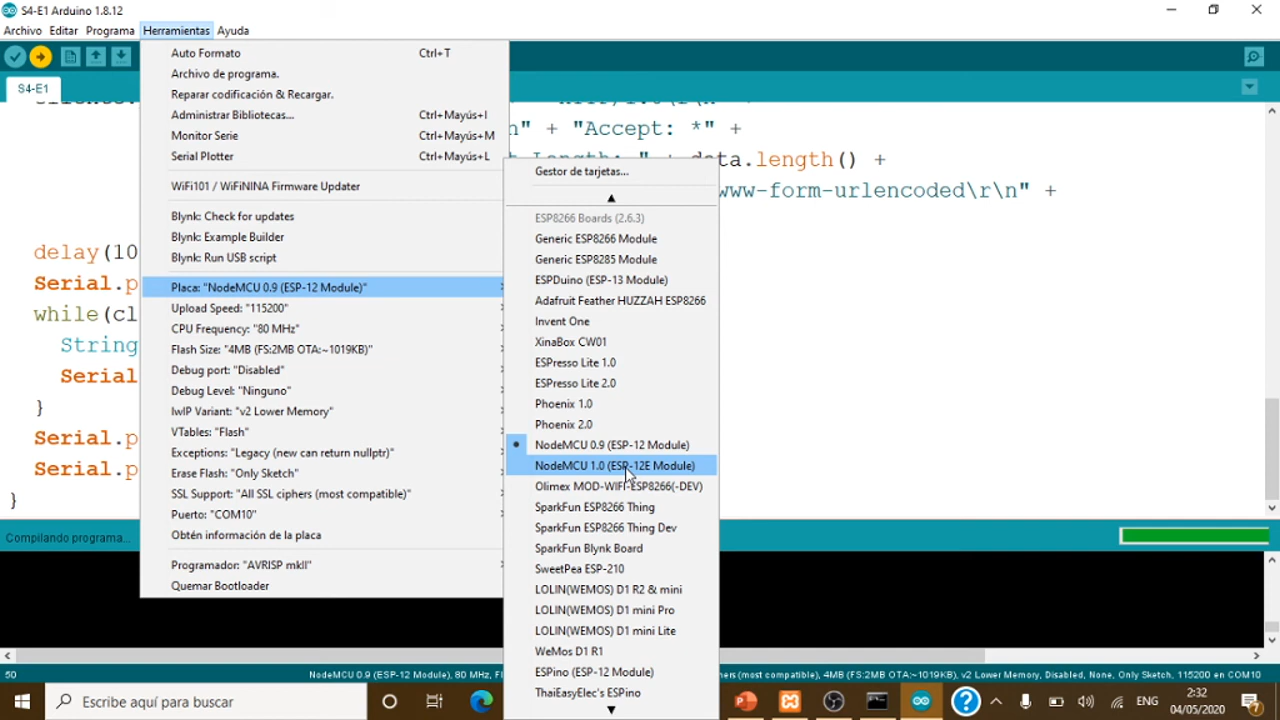 S4-E1 Arduino 1.8.12
Archivo Editar Programa Herramientas Ayuda
S4-E1
Auto Formato Ctrl+T
Archivo de programa.
Reparar codificación & Recargar.
Administrar Bibliotecas... Ctrl+Mayús+I
Monitor Serie Ctrl+Mayús+M
Serial Plotter Ctrl+Mayús+L
WiFi101 / WiFiNINA Firmware Updater
Blynk: Check for updates
Blynk: Example Builder
Blynk: Run USB script
Placa: "NodeMCU 0.9 (ESP-12 Module)"
Upload Speed: "115200"
CPU Frequency: "80 MHz"
Flash Size: "4MB (FS:2MB OTA:~1019KB)"
Debug port: "Disabled"
Debug Level: "Ninguno"
lwIP Variant: "v2 Lower Memory"
VTables: "Flash"
Exceptions: "Legacy (new can return nullptr)"
Erase Flash: "Only Sketch"
SSL Support: "All SSL ciphers (most compatible)"
Puerto: "COM10"
Obtén información de la placa
Programador: "AVRISP mkII"
Quemar Bootloader
Gestor de tarjetas...
ESP8266 Boards (2.6.3)
Generic ESP8266 Module
Generic ESP8285 Module
ESPDuino (ESP-13 Module)
Adafruit Feather HUZZAH ESP8266
Invent One
XinaBox CW01
ESPresso Lite 1.0
ESPresso Lite 2.0
Phoenix 1.0
Phoenix 2.0
NodeMCU 0.9 (ESP-12 Module)
NodeMCU 1.0 (ESP-12E Module)
Olimex MOD-WIFI-ESP8266(-DEV)
SparkFun ESP8266 Thing
SparkFun ESP8266 Thing Dev
SparkFun Blynk Board
SweetPea ESP-210
LOLIN(WEMOS) D1 R2 & mini
LOLIN(WEMOS) D1 mini Pro
LOLIN(WEMOS) D1 mini Lite
WeMos D1 R1
ESPino (ESP-12 Module)
ThaiEasyElec's ESPino
n" + "Accept: *" +
data.length() +
www-form-urlencoded\r\n" +
delay(10
Serial.p
while(cl
String
Serial.p
}
Serial.p
Serial.p
}
Compilando programa...
50
NodeMCU 0.9 (ESP-12 Module), 80 MHz, F
ers (most compatible), 4MB (FS:2MB OTA:~1019KB), v2 Lower Memory, Disabled, None, Only Sketch, 115200 en COM10
Escribe aquí para buscar
ENG
2:32
04/05/2020